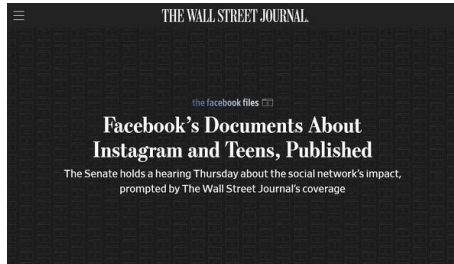 THE WALL STREET JOURNAL.
the facebook files
Facebook's Documents About
Instagram and Teens, Published
The Senate holds a hearing Thursday about the social network's impact,
prompted by The Wall Street Journal's coverage